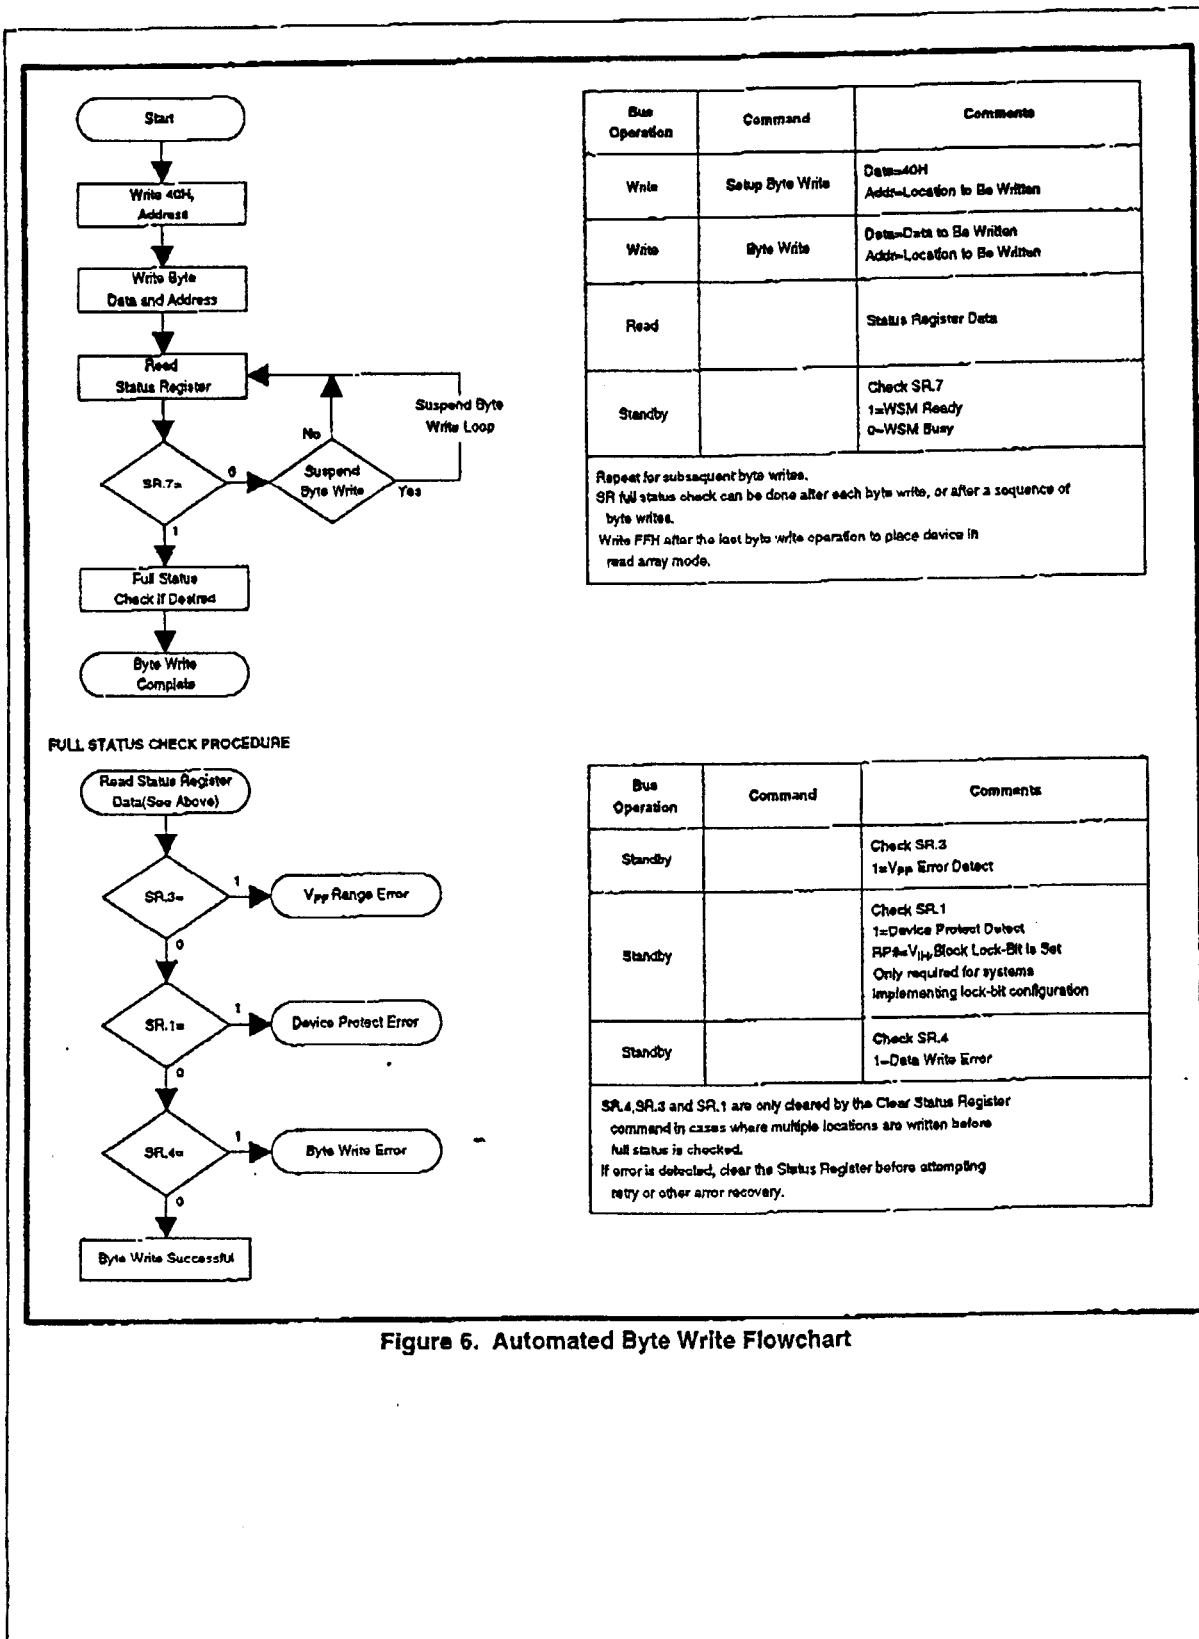 Start
Write 40H,
Address
Write Byte
Data and Address
Read
Status Register
Suspend Byte
Write Loop
No
SR.7=
0
Suspend
Byte Write
Yes
1
Full Status
Check if Desired
Byte Write
Complete
Bus
Operation
Command
Comments
Write
Setup Byte Write
Data=40H
Addr=Location to Be Written
Write
Byte Write
Data=Data to Be Written
Addr=Location to Be Written
Read
Status Register Data
Standby
Check SR.7
1=WSM Ready
0=WSM Busy
Repeat for subsequent byte writes.
SR full status check can be done after each byte write, or after a sequence of
byte writes.
Write FFH after the last byte write operation to place device in
read array mode.
FULL STATUS CHECK PROCEDURE
Read Status Register
Data(See Above)
SR.3=
1
VPP Range Error
0
SR.1=
1
Device Protect Error
0
SR.4=
1
Byte Write Error
0
Byte Write Successful
Bus
Operation
Command
Comments
Standby
Check SR.3
1=VPP Error Detect
Standby
Check SR.1
1=Device Protect Detect
RP#=VIH,Block Lock-Bit is Set
Only required for systems
implementing lock-bit configuration
Standby
Check SR.4
1=Data Write Error
SR.4,SR.3 and SR.1 are only cleared by the Clear Status Register
command in cases where multiple locations are written before
full status is checked.
If error is detected, clear the Status Register before attempting
retry or other error recovery.
Figure 6. Automated Byte Write Flowchart